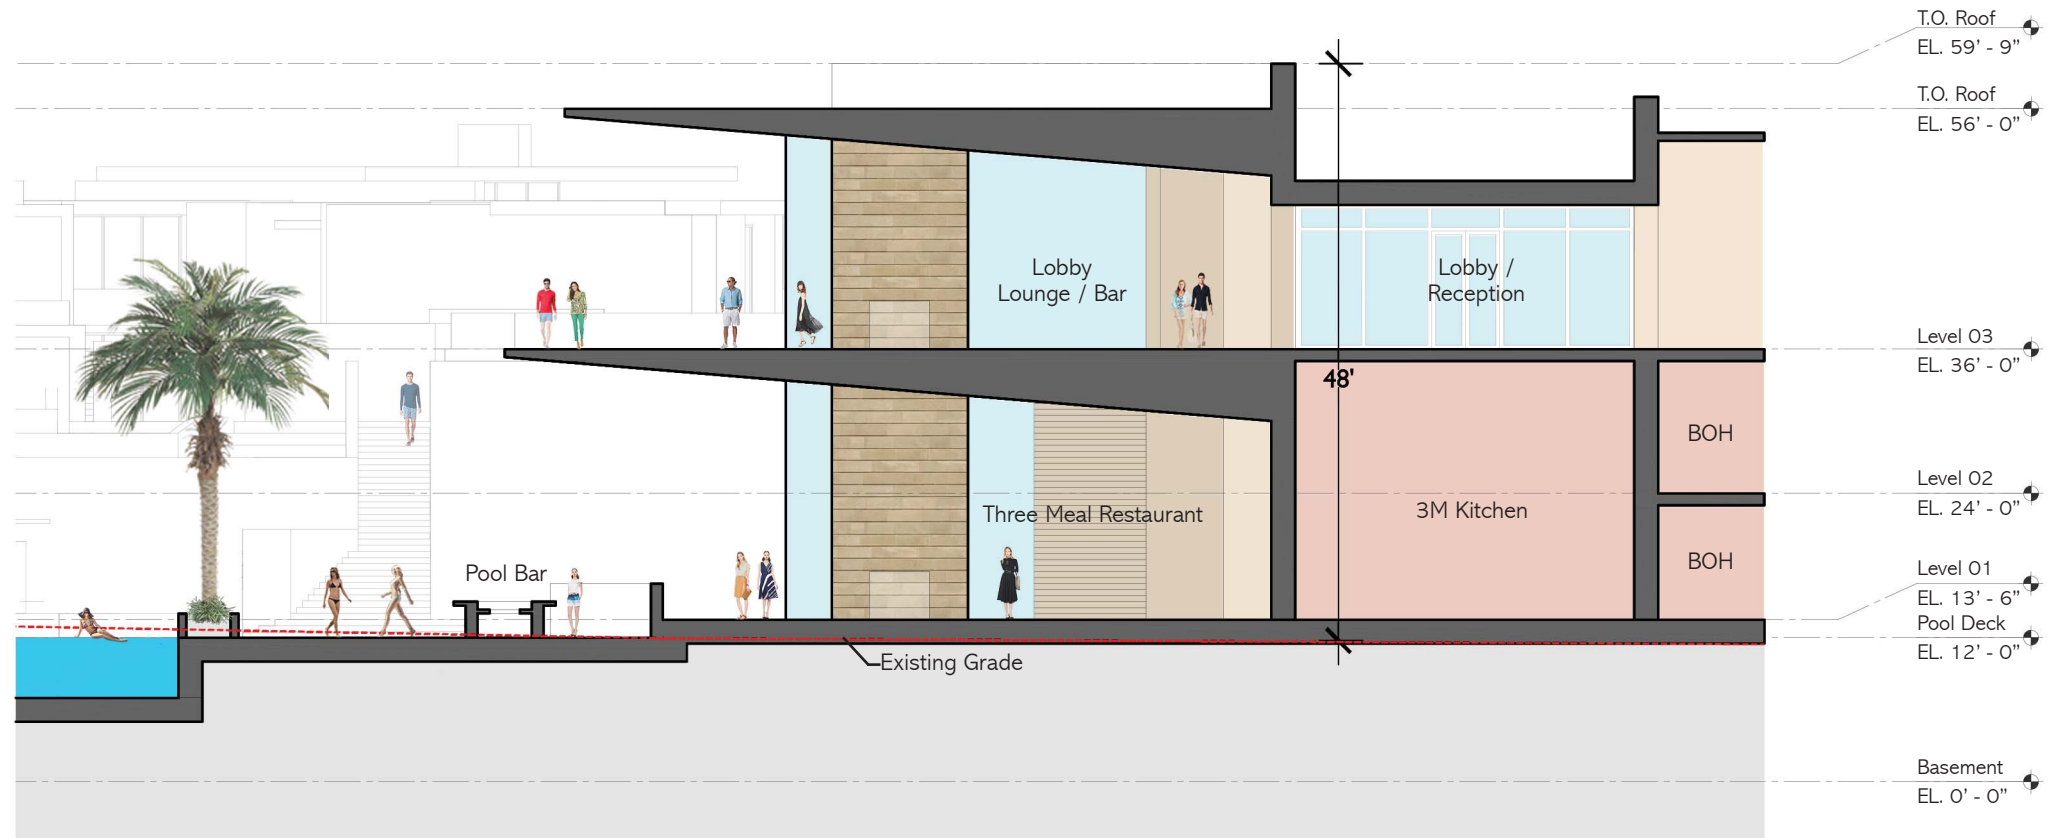 T.O. Roof
EL. 59’ - 9”
T.O. Roof
EL. 56’ - 0”
Lobby
Lounge / Bar
Lobby /
Reception
Level 03
EL. 36’ - 0”
48'
BOH
Level 02
EL. 24’ - 0”
Three Meal Restaurant
3M Kitchen
BOH
Pool Bar
Level 01
EL. 13’ - 6”
Pool Deck
EL. 12’ - 0”
Existing Grade
Basement
EL. 0’ - 0”